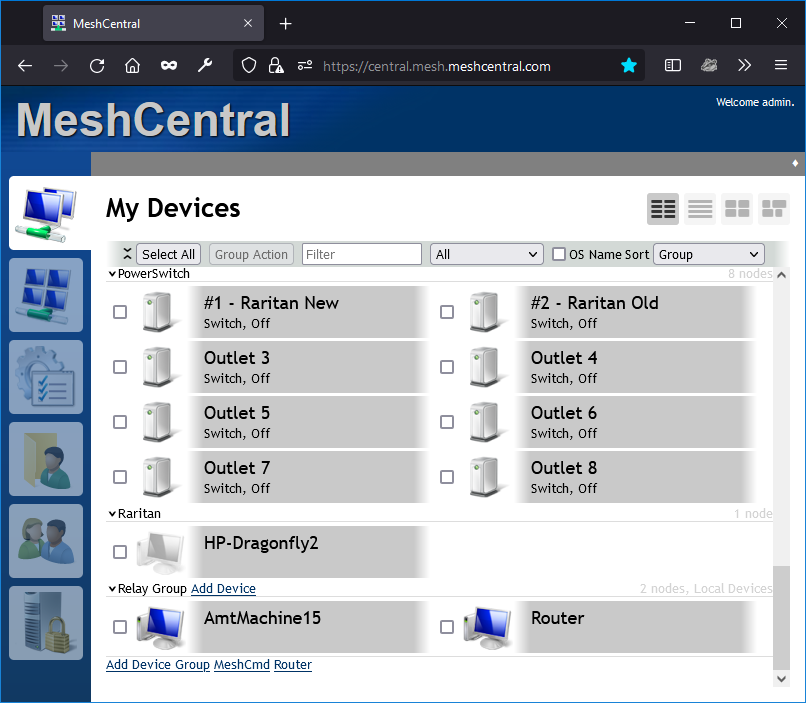 MeshCentral
https://central.mesh.meshcentral.com
MeshCentral
Welcome admin.
My Devices
Select All Group Action Filter All OS Name Sort Group
PowerSwitch 8 nodes
#1 - Raritan New #2 - Raritan Old
Switch, Off Switch, Off
Outlet 3 Outlet 4
Switch, Off Switch, Off
Outlet 5 Outlet 6
Switch, Off Switch, Off
Outlet 7 Outlet 8
Switch, Off Switch, Off
Raritan 1 node
HP-Dragonfly2
Relay Group Add Device 2 nodes, Local Devices
AmtMachine15 Router
Add Device Group MeshCmd Router